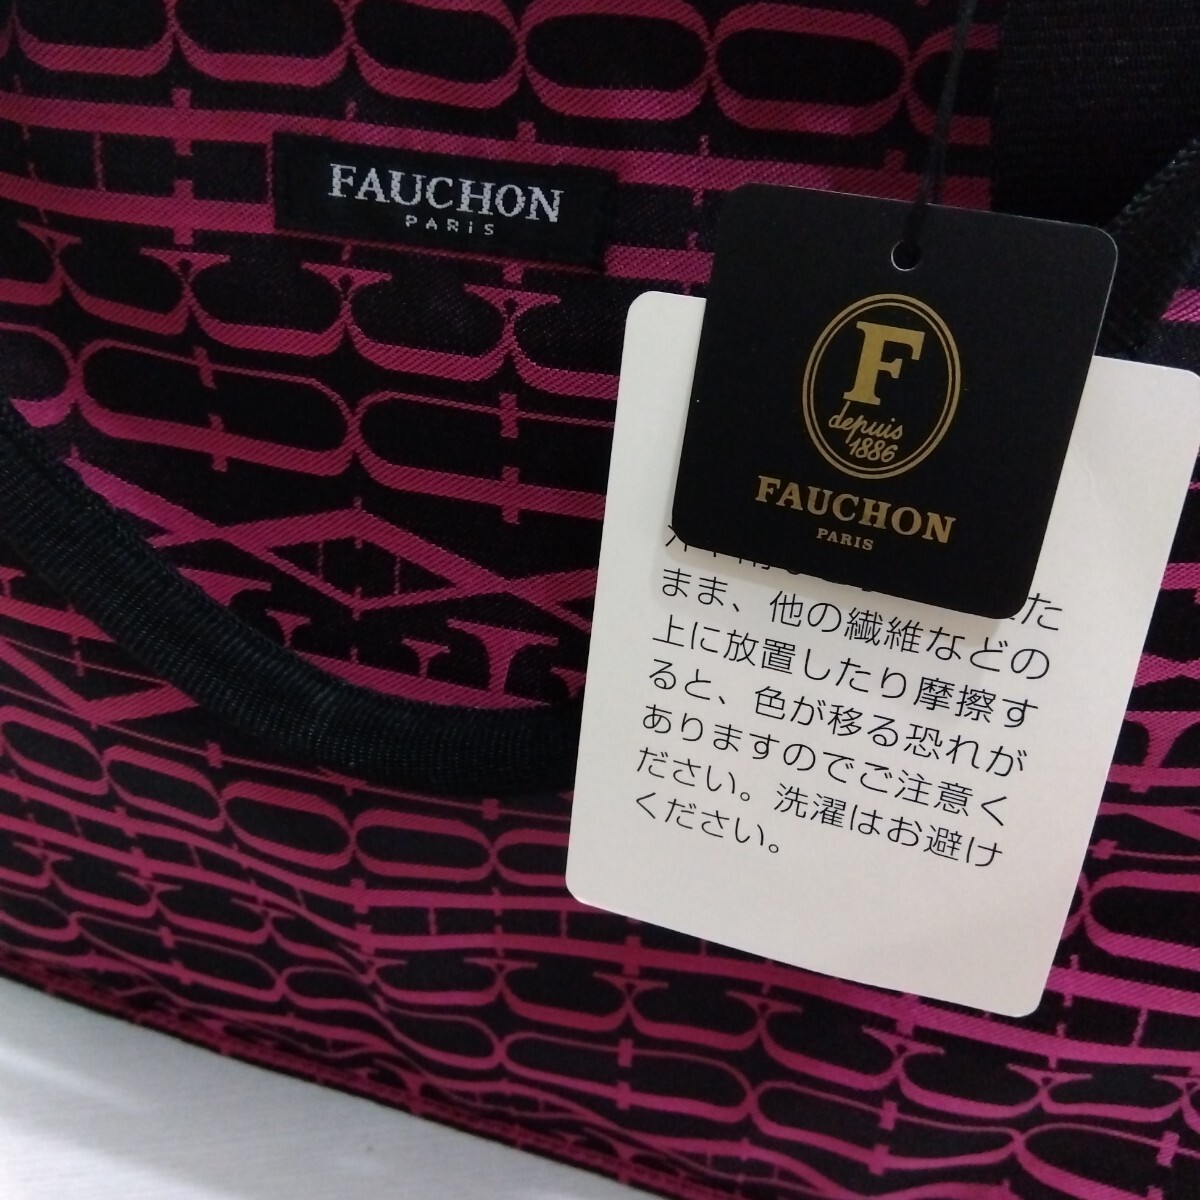 FAUCHON
PARIS
F
depuis
1886
FAUCHON
PARIS
た
まま、他の繊維などの
上に放置したり摩擦す
ると、色が移る恐れが
ありますのでご注意く
ださい。洗濯はお避け
ください。